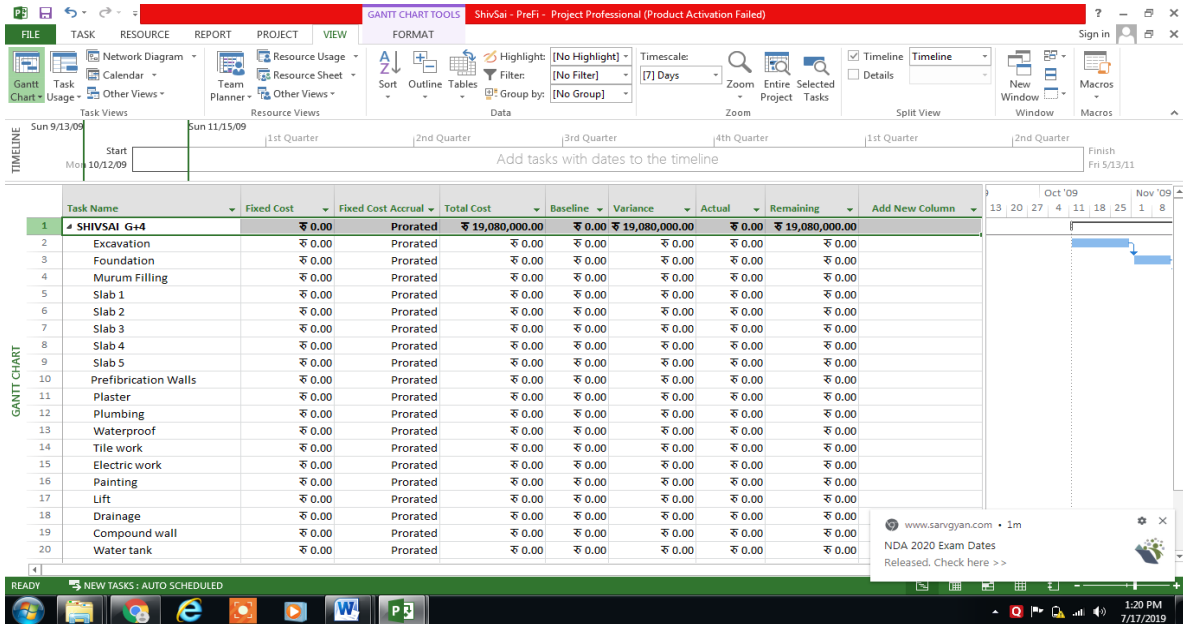 GANTT CHART TOOLS ShivSai - PreFi - Project Professional (Product Activation Failed)
FILE TASK RESOURCE REPORT PROJECT VIEW FORMAT Sign in
Network Diagram Resource Usage Highlight: [No Highlight] Timescale: Timeline Timeline
Calendar Resource Sheet Filter: [No Filter] [7] Days Details
Other Views Other Views Group by: [No Group]
Gantt Chart Task Usage Team Planner Sort Outline Tables Zoom Entire Project Selected Tasks New Window Macros
Task Views Resource Views Data Zoom Split View Window Macros
TIMELINE
Sun 9/13/09 Sun 11/15/09
1st Quarter 2nd Quarter 3rd Quarter 4th Quarter 1st Quarter 2nd Quarter
Start Finish
Mon 10/12/09 Add tasks with dates to the timeline Fri 5/13/11
Oct '09 Nov '09
Task Name Fixed Cost Fixed Cost Accrual Total Cost Baseline Variance Actual Remaining Add New Column 13 20 27 4 11 18 25 1 8
1 SHIVSAI G+4 रु 0.00 Prorated रु 19,080,000.00 रु 0.00 रु 19,080,000.00 रु 0.00 रु 19,080,000.00
2 Excavation रु 0.00 Prorated रु 0.00 रु 0.00 रु 0.00 रु 0.00 रु 0.00
3 Foundation रु 0.00 Prorated रु 0.00 रु 0.00 रु 0.00 रु 0.00 रु 0.00
4 Murum Filling रु 0.00 Prorated रु 0.00 रु 0.00 रु 0.00 रु 0.00 रु 0.00
5 Slab 1 रु 0.00 Prorated रु 0.00 रु 0.00 रु 0.00 रु 0.00 रु 0.00
6 Slab 2 रु 0.00 Prorated रु 0.00 रु 0.00 रु 0.00 रु 0.00 रु 0.00
7 Slab 3 रु 0.00 Prorated रु 0.00 रु 0.00 रु 0.00 रु 0.00 रु 0.00
8 Slab 4 रु 0.00 Prorated रु 0.00 रु 0.00 रु 0.00 रु 0.00 रु 0.00
9 Slab 5 रु 0.00 Prorated रु 0.00 रु 0.00 रु 0.00 रु 0.00 रु 0.00
10 Prefibrication Walls रु 0.00 Prorated रु 0.00 रु 0.00 रु 0.00 रु 0.00 रु 0.00
11 Plaster रु 0.00 Prorated रु 0.00 रु 0.00 रु 0.00 रु 0.00 रु 0.00
12 Plumbing रु 0.00 Prorated रु 0.00 रु 0.00 रु 0.00 रु 0.00 रु 0.00
13 Waterproof रु 0.00 Prorated रु 0.00 रु 0.00 रु 0.00 रु 0.00 रु 0.00
14 Tile work रु 0.00 Prorated रु 0.00 रु 0.00 रु 0.00 रु 0.00 रु 0.00
15 Electric work रु 0.00 Prorated रु 0.00 रु 0.00 रु 0.00 रु 0.00 रु 0.00
16 Painting रु 0.00 Prorated रु 0.00 रु 0.00 रु 0.00 रु 0.00 रु 0.00
17 Lift रु 0.00 Prorated रु 0.00 रु 0.00 रु 0.00 रु 0.00 रु 0.00
18 Drainage रु 0.00 Prorated रु 0.00 रु 0.00 रु 0.00 रु 0.00 रु 0.00
19 Compound wall रु 0.00 Prorated रु 0.00 रु 0.00 रु 0.00 रु 0.00 रु 0.00
20 Water tank रु 0.00 Prorated रु 0.00 रु 0.00 रु 0.00 रु 0.00 रु 0.00
GANTT CHART
www.sarvgyan.com • 1m
NDA 2020 Exam Dates
Released. Check here >>
READY NEW TASKS : AUTO SCHEDULED
1:20 PM
7/17/2019